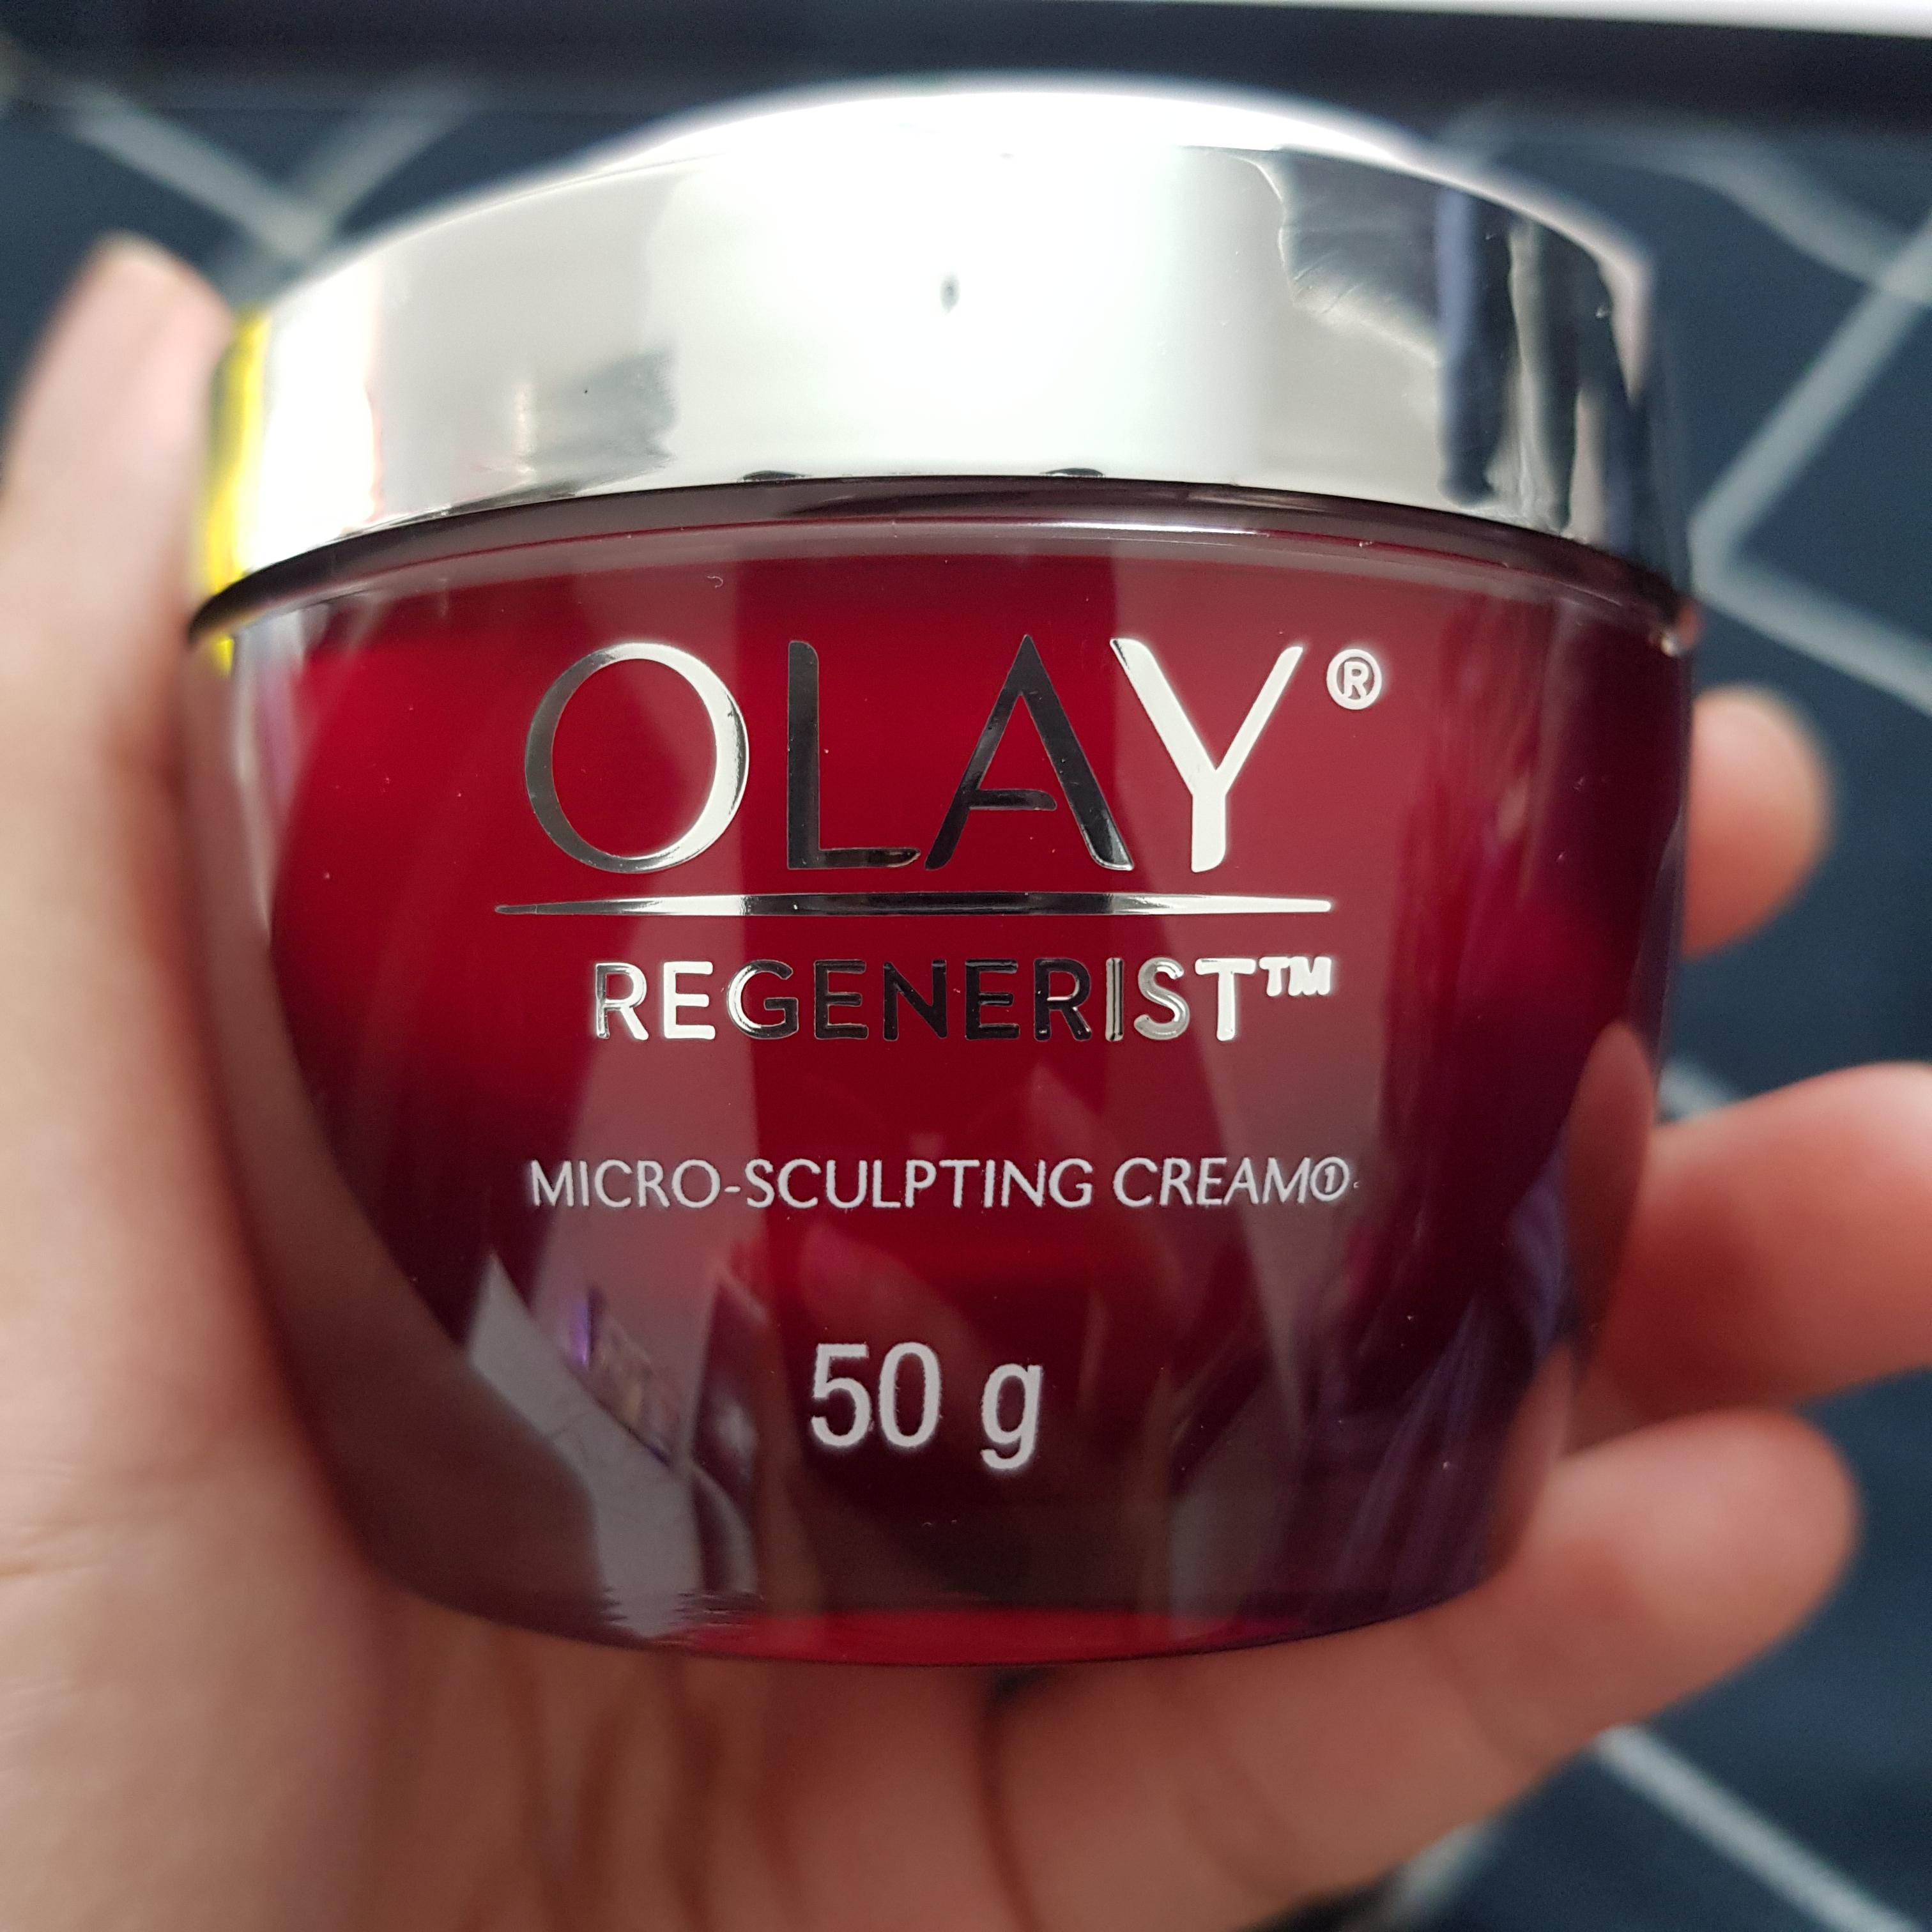 OLAY®
REGENERIST™
MICRO-SCULPTING CREAM①
50 g